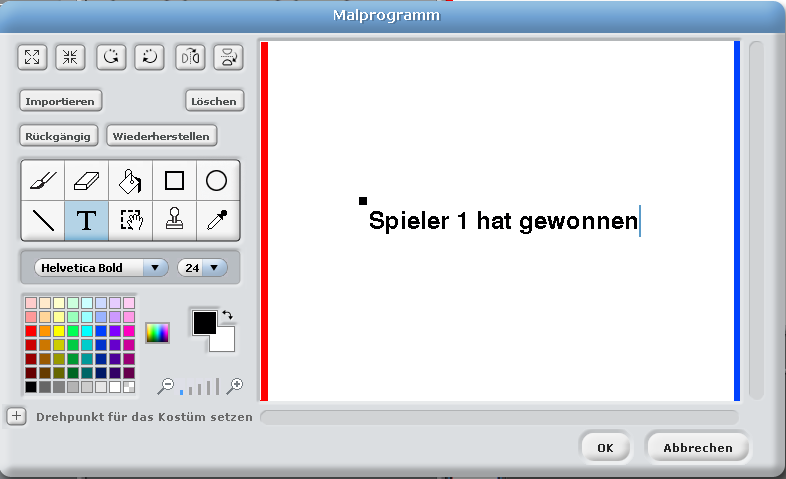 Malprogramm
Importieren
Löschen
Rückgängig
Wiederherstellen
T
Helvetica Bold
24
Spieler 1 hat gewonnen
Drehpunkt für das Kostüm setzen
OK
Abbrechen